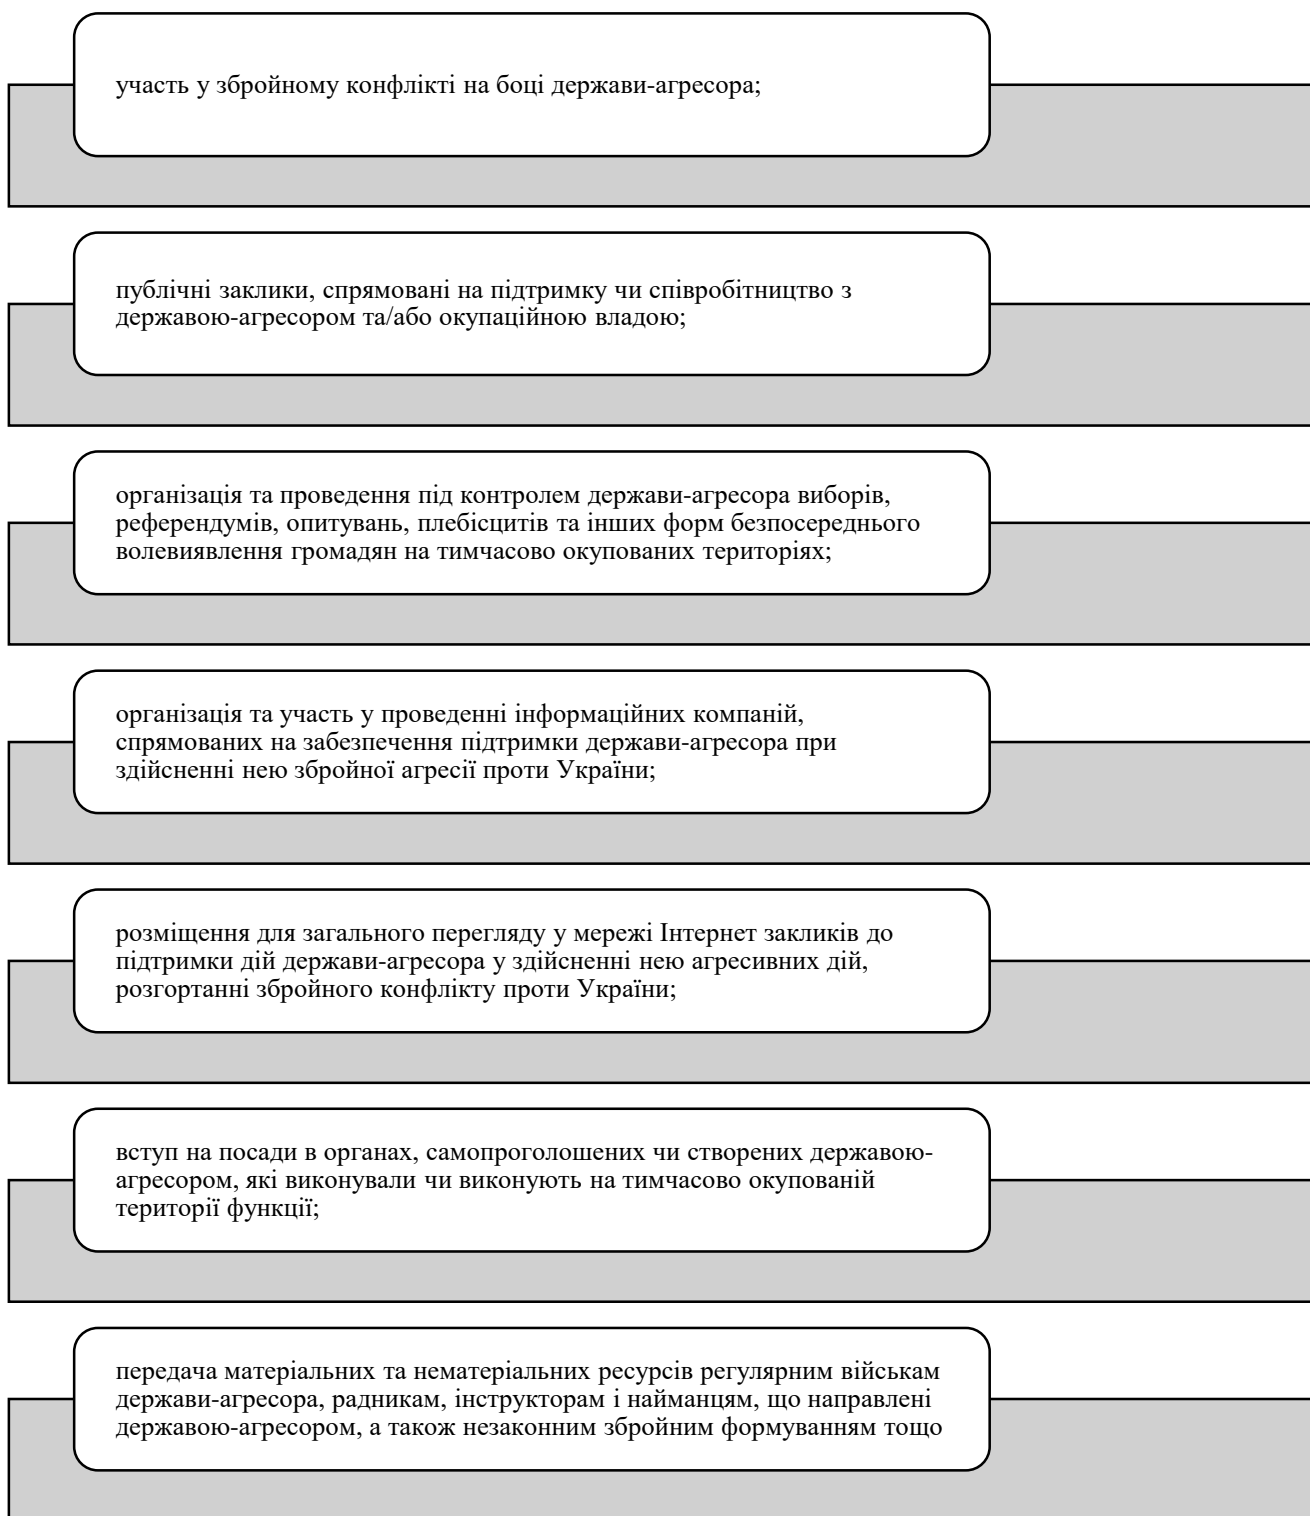 участь у збройному конфлікті на боці держави-агресора;
публічні заклики, спрямовані на підтримку чи співробітництво з
державою-агресором та/або окупаційною владою;
організація та проведення під контролем держави-агресора виборів,
референдумів, опитувань, плебісцитів та інших форм безпосереднього
волевиявлення громадян на тимчасово окупованих територіях;
організація та участь у проведенні інформаційних компаній,
спрямованих на забезпечення підтримки держави-агресора при
здійсненні нею збройної агресії проти України;
розміщення для загального перегляду у мережі Інтернет закликів до
підтримки дій держави-агресора у здійсненні нею агресивних дій,
розгортанні збройного конфлікту проти України;
вступ на посади в органах, самопроголошених чи створених державою-
агресором, які виконували чи виконують на тимчасово окупованій
території функції;
передача матеріальних та нематеріальних ресурсів регулярним військам
держави-агресора, радникам, інструкторам і найманцям, що направлені
державою-агресором, а також незаконним збройним формуванням тощо